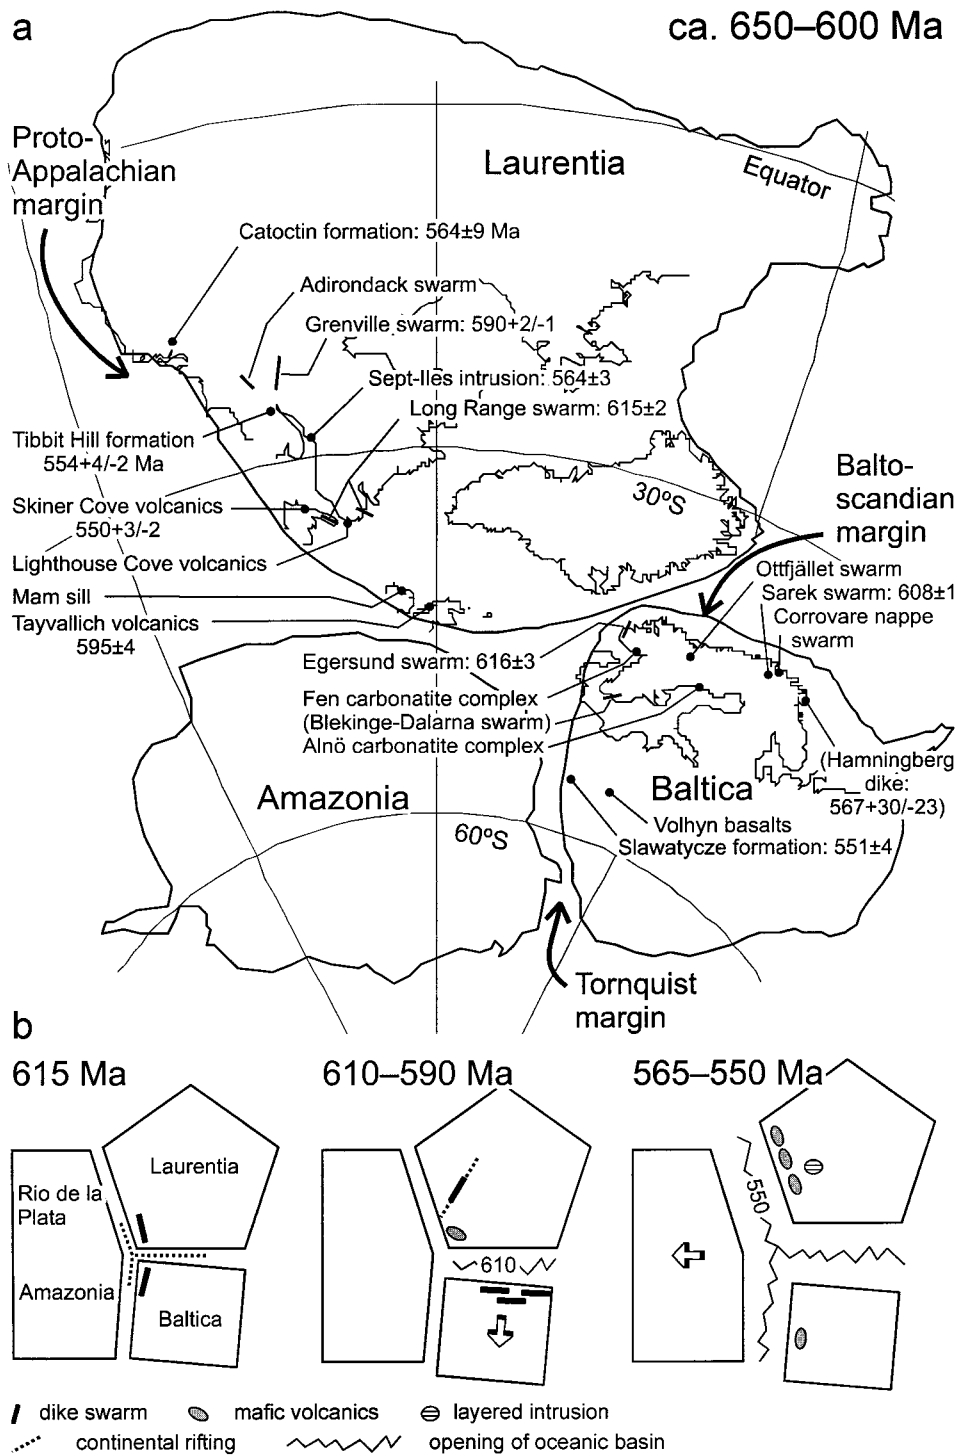 a
ca. 650–600 Ma
Proto-
Appalachian
margin
Laurentia
Equator
Catoctin formation: 564±9 Ma
Adirondack swarm
Grenville swarm: 590+2/-1
Sept-Iles intrusion: 564±3
Long Range swarm: 615±2
Tibbit Hill formation
554+4/-2 Ma
Balto-
scandian
margin
30ºS
Skiner Cove volcanics
550+3/-2
Lighthouse Cove volcanics
Ottfjället swarm
Sarek swarm: 608±1
Corrovare nappe
swarm
Mam sill
Tayvallich volcanics
595±4
Egersund swarm: 616±3
Fen carbonatite complex
(Blekinge-Dalarna swarm)
Alnö carbonatite complex
(Hamningberg
dike:
567+30/-23)
Amazonia
Baltica
60ºS
Volhyn basalts
Slawatycze formation: 551±4
Tornquist
margin
b
615 Ma
610–590 Ma
565–550 Ma
Laurentia
Rio de la
Plata
Amazonia
Baltica
610
550
dike swarm
mafic volcanics
layered intrusion
continental rifting
opening of oceanic basin